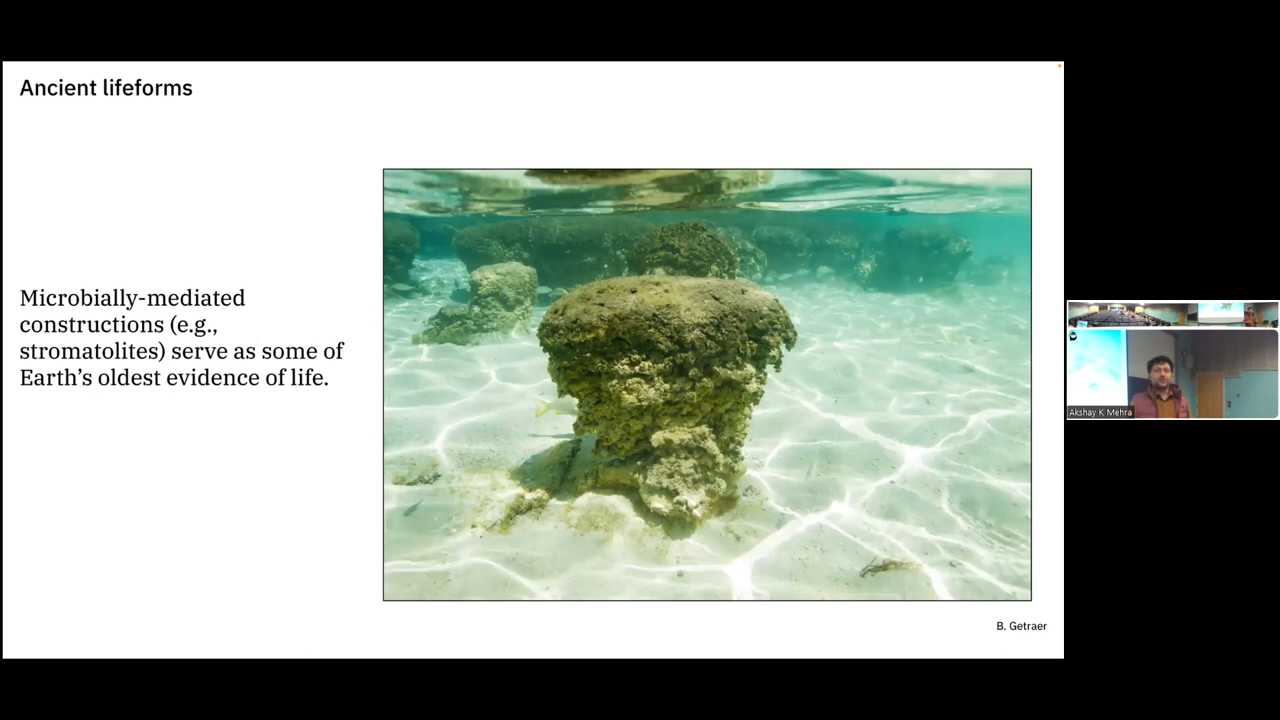 Ancient lifeforms
Microbially-mediated
constructions (e.g.,
stromatolites) serve as some of
Earth’s oldest evidence of life.
B. Getraer
Akshay K Mehra